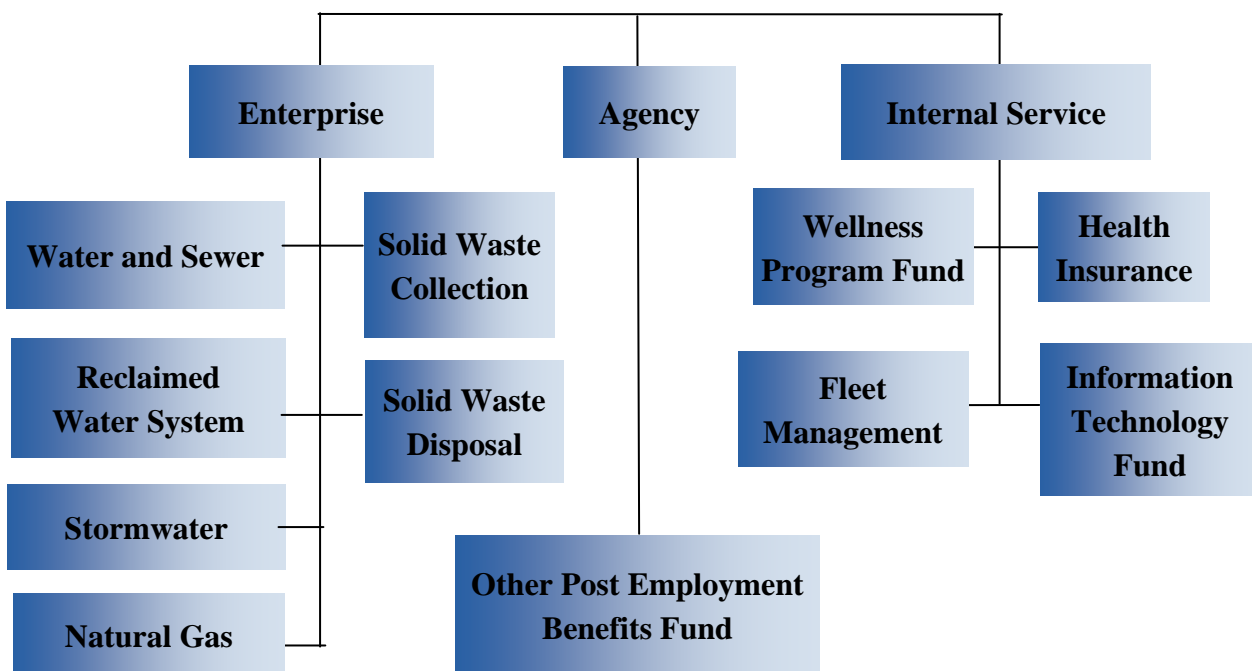 Enterprise
Agency
Internal Service
Water and Sewer
Solid Waste
Collection
Wellness
Program Fund
Health
Insurance
Reclaimed
Water System
Solid Waste
Disposal
Fleet
Management
Information
Technology
Fund
Stormwater
Other Post Employment
Benefits Fund
Natural Gas